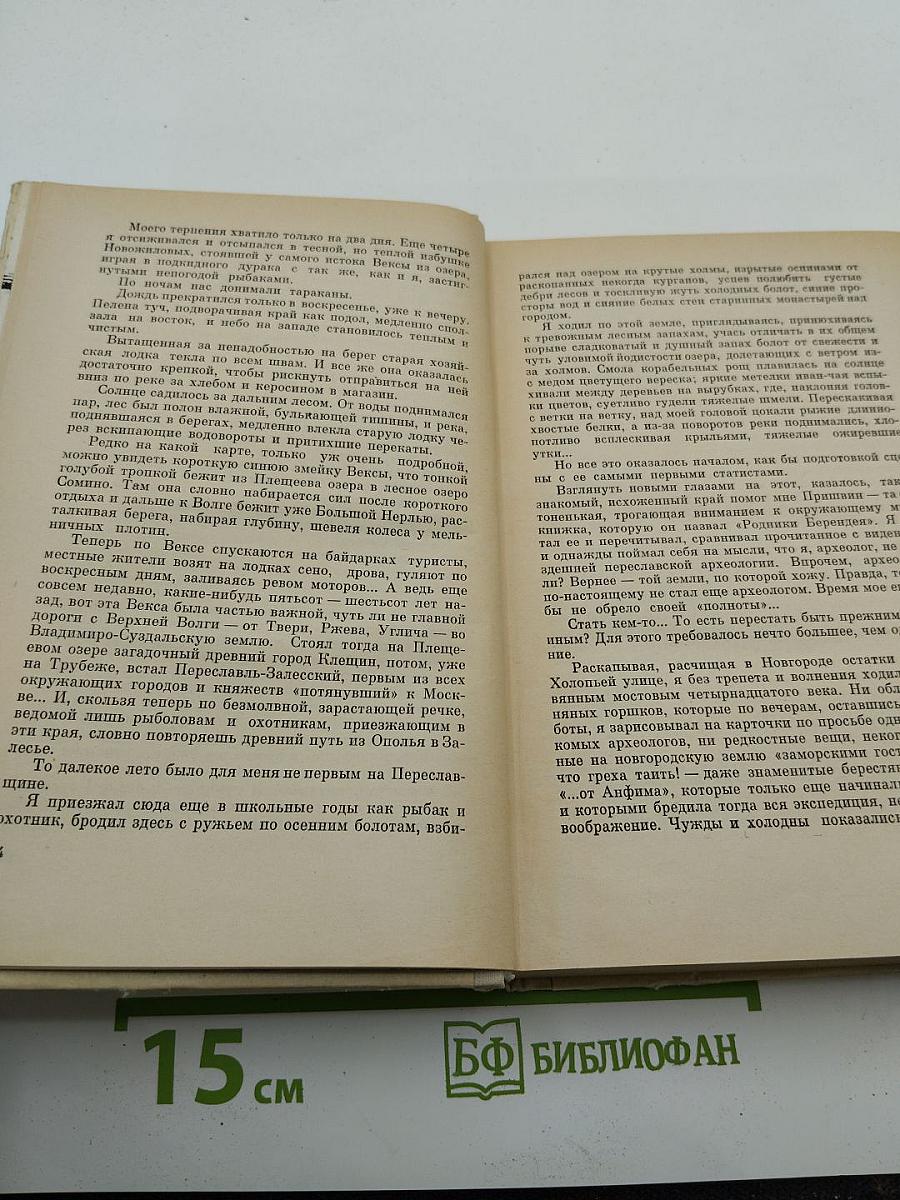 Моего терпения хватило только на два дня. Еще четыре
я отсиживался и отсыпался в тесной, но теплой избушке
Новожиловых, стоявшей у самого истока Вексы из озера,
играя в подкидного дурака с так же, как и я, застиг-
нутыми непогодой рыбаками.
По ночам нас донимали тараканы.
Дождь прекратился только в воскресенье, уже к вечеру.
Пелена туч, подворачивая край как подол, медленно спол-
зала на восток, и небо на западе становилось теплым и
чистым.
Вытащенная за ненадобностью на берег старая хозяй-
ская лодка текла по всем швам. И все же она оказалась
достаточно крепкой, чтобы рискнуть отправиться на ней
вниз по реке за хлебом и керосином в магазин.
Солнце садилось за дальним лесом. От воды поднимался
пар, лес был полон влажной, булькающей тишины, и река,
поднявшаяся в берегах, медленно влекла старую лодку че-
рез вскипающие водовороты и притихшие перекаты.
Редко на какой карте, только уж очень подробной,
можно увидеть короткую синюю змейку Вексы, что тонкой
голубой тропкой бежит из Плещеева озера в лесное озеро
Сомино. Там она словно набирается сил после короткого
отдыха и дальше к Волге бежит уже Большой Нерлью, рас-
талкивая берега, набирая глубину, шевеля колеса у мель-
ничных плотин.
Теперь по Вексе спускаются на байдарках туристы,
местные жители возят на лодках сено, дрова, гуляют по
воскресным дням, заливаясь ревом моторов... А ведь еще
совсем недавно, какие-нибудь пятьсот — шестьсот лет на-
зад, вот эта Векса была частью важной, чуть ли не главной
дороги с Верхней Волги — от Твери, Ржева, Углича — во
Владимиро-Суздальскую землю. Стоял тогда на Плеще-
евом озере загадочный древний город Клещин, потом, уже
на Трубеже, встал Переславль-Залесский, первым из всех
окружающих городов и княжеств «потянувший» к Моск-
ве... И, скользя теперь по безмолвной, зарастающей речке,
ведомой лишь рыболовам и охотникам, приезжающим в
эти края, словно повторяешь древний путь из Ополья в За-
лесье.
То далекое лето было для меня не первым на Переслав-
щине.
Я приезжал сюда еще в школьные годы как рыбак и
охотник, бродил здесь с ружьем по осенним болотам, взби-
4
рался над озером на крутые холмы, изрытые оспинами от
раскопанных некогда курганов, успев полюбить густые
дебри лесов и тоскливую жуть холодных болот, синие про-
сторы вод и сияние белых стен старинных монастырей над
городом.
Я ходил по этой земле, приглядываясь, принюхиваясь
к тревожным лесным запахам, учась отличать в их общем
порыве сладковатый и душный запах болот от свежести и
чуть уловимой йодистости озера, долетающих с ветром из-
за холмов. Смола корабельных рощ плавилась на солнце
с медом цветущего вереска; яркие метелки иван-чая вспы-
хивали между деревьев на вырубках, где, наклоняя голов-
ки цветов, суетливо гудели тяжелые шмели. Перескакивая
с ветки на ветку, над моей головой цокали рыжие длинно-
хвостые белки, а из-за поворотов реки поднимались, хло-
потливо всплескивая крыльями, тяжелые ожиревшие
утки...
Но все это оказалось началом, как бы подготовкой сце
ны с ее самыми первыми статистами.
Взглянуть новыми глазами на этот, казалось, так
знакомый, исхоженный край помог мне Пришвин — та
тоненькая, трогающая вниманием к окружающему м
книжка, которую он назвал «Родники Берендея». Я
тал ее и перечитывал, сравнивал прочитанное с виден
и однажды поймал себя на мысли, что я, археолог, не
здешней переславской археологии. Впрочем, архео
ли? Вернее — той земли, по которой хожу. Правда, т
по-настоящему не стал еще археологом. Время мое е
бы не обрело своей «полноты»...
Стать кем-то... То есть перестать быть прежним
иным? Для этого требовалось нечто большее, чем о
ние.
Раскапывая, расчищая в Новгороде остатки
Холопьей улице, я без трепета и волнения ходил
вянным мостовым четырнадцатого века. Ни обл
няных горшков, которые по вечерам, оставшись
боты, я зарисовывал на карточки по просьбе одн
комых археологов, ни редкостные вещи, неког
ные на новгородскую землю «заморскими гост
что греха таить! — даже знаменитые берестян
«...от Анфима», которые только еще начинал
и которыми бредила тогда вся экспедиция, не
воображение. Чужды и холодны показались
15 см
БФ БИБЛИОФАН